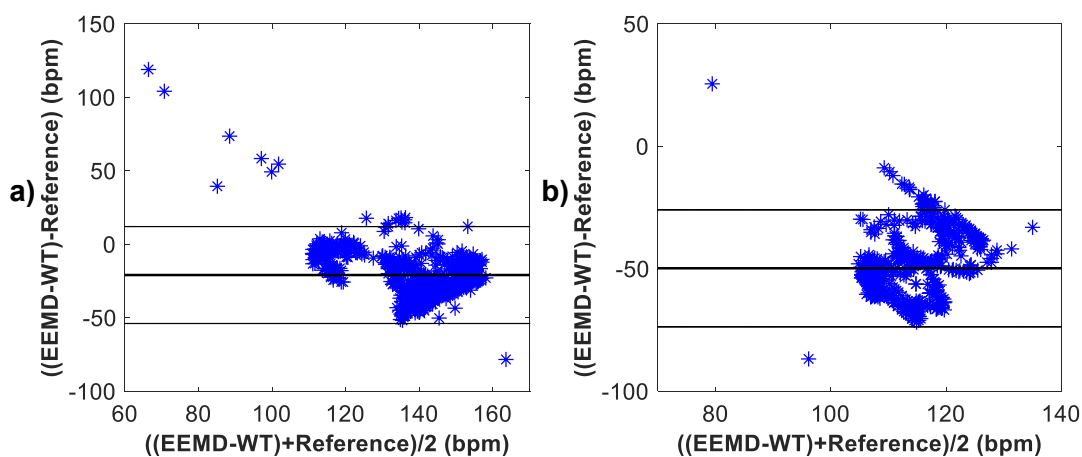 a)
((EEMD-WT)-Reference) (bpm)
150
100
50
0
-50
-100
60 80 100 120 140 160
((EEMD-WT)+Reference)/2 (bpm)
b)
((EEMD-WT)-Reference) (bpm)
50
0
-50
-100
80 100 120 140
((EEMD-WT)+Reference)/2 (bpm)